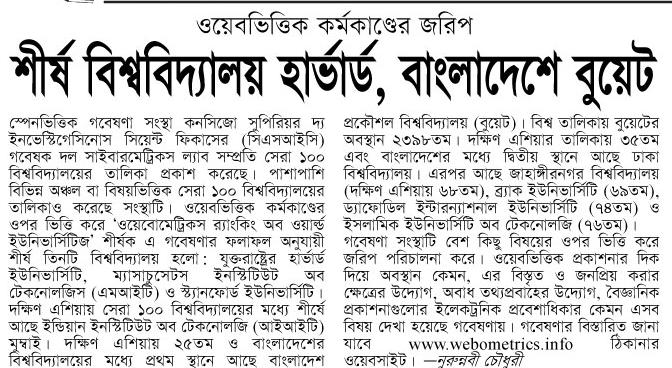 ওয়েবভিত্তিক কর্মকাণ্ডের জরিপ
শীর্ষ বিশ্ববিদ্যালয় হার্ভার্ড, বাংলাদেশে বুয়েট
স্পেনভিত্তিক গবেষণা সংস্থা কনসিজো সুপিরিয়র দ্য
ইনভেস্টিগেসিনোস সিয়েন্ট ফিকাসের (সিএসআইসি)
গবেষক দল সাইবারমেট্রিকস ল্যাব সম্প্রতি সেরা ১০০
বিশ্ববিদ্যালয়ের তালিকা প্রকাশ করেছে। পাশাপাশি
বিভিন্ন অঞ্চল বা বিষয়ভিত্তিক সেরা ১০০ বিশ্ববিদ্যালয়ের
তালিকাও করেছে সংস্থাটি। ওয়েবভিত্তিক কর্মকাণ্ডের
ওপর ভিত্তি করে ‘ওয়েবোমেট্রিকস র‍্যাংকিং অব ওয়ার্ল্ড
ইউনিভার্সিটিজ’ শীর্ষক এ গবেষণার ফলাফল অনুযায়ী
শীর্ষ তিনটি বিশ্ববিদ্যালয় হলো: যুক্তরাষ্ট্রের হার্ভার্ড
ইউনিভার্সিটি, ম্যাসাচুসেটস ইনস্টিটিউট অব
টেকনোলজিস (এমআইটি) ও স্ট্যানফোর্ড ইউনিভার্সিটি।
দক্ষিণ এশিয়ায় সেরা ১০০ বিশ্ববিদ্যালয়ের মধ্যে শীর্ষে
আছে ইন্ডিয়ান ইনস্টিটিউট অব টেকনোলজি (আইআইটি)
মুম্বাই। দক্ষিণ এশিয়ায় ২৫তম ও বাংলাদেশের
বিশ্ববিদ্যালয়ের মধ্যে প্রথম স্থানে আছে বাংলাদেশ
প্রকৌশল বিশ্ববিদ্যালয় (বুয়েট)। বিশ্ব তালিকায় বুয়েটের
অবস্থান ২৩৯৮তম। দক্ষিণ এশিয়ার তালিকায় ৩৫তম
এবং বাংলাদেশের মধ্যে দ্বিতীয় স্থানে আছে ঢাকা
বিশ্ববিদ্যালয়। এরপর আছে জাহাঙ্গীরনগর বিশ্ববিদ্যালয়
(দক্ষিণ এশিয়ায় ৬৮তম), ব্র্যাক ইউনিভার্সিটি (৬৯তম),
ড্যাফোডিল ইন্টারন্যাশনাল ইউনিভার্সিটি (৭৪তম) ও
ইসলামিক ইউনিভার্সিটি অব টেকনোলজি (৭৬তম)।
গবেষণা সংস্থাটি বেশ কিছু বিষয়ের ওপর ভিত্তি করে
জরিপ পরিচালনা করে। ওয়েবভিত্তিক প্রকাশনার দিক
দিয়ে অবস্থান কেমন, এর বিস্তৃত ও জনপ্রিয় করার
ক্ষেত্রের উদ্যোগ, অবাধ তথ্যপ্রবাহের উদ্যোগ, বৈজ্ঞানিক
প্রকাশনাগুলোর ইলেকট্রনিক প্রবেশাধিকার কেমন এসব
বিষয় দেখা হয়েছে গবেষণায়। গবেষণার বিস্তারিত জানা
যাবে www.webometrics.info ঠিকানার
ওয়েবসাইট। —নুরুন্নবী চৌধুরী